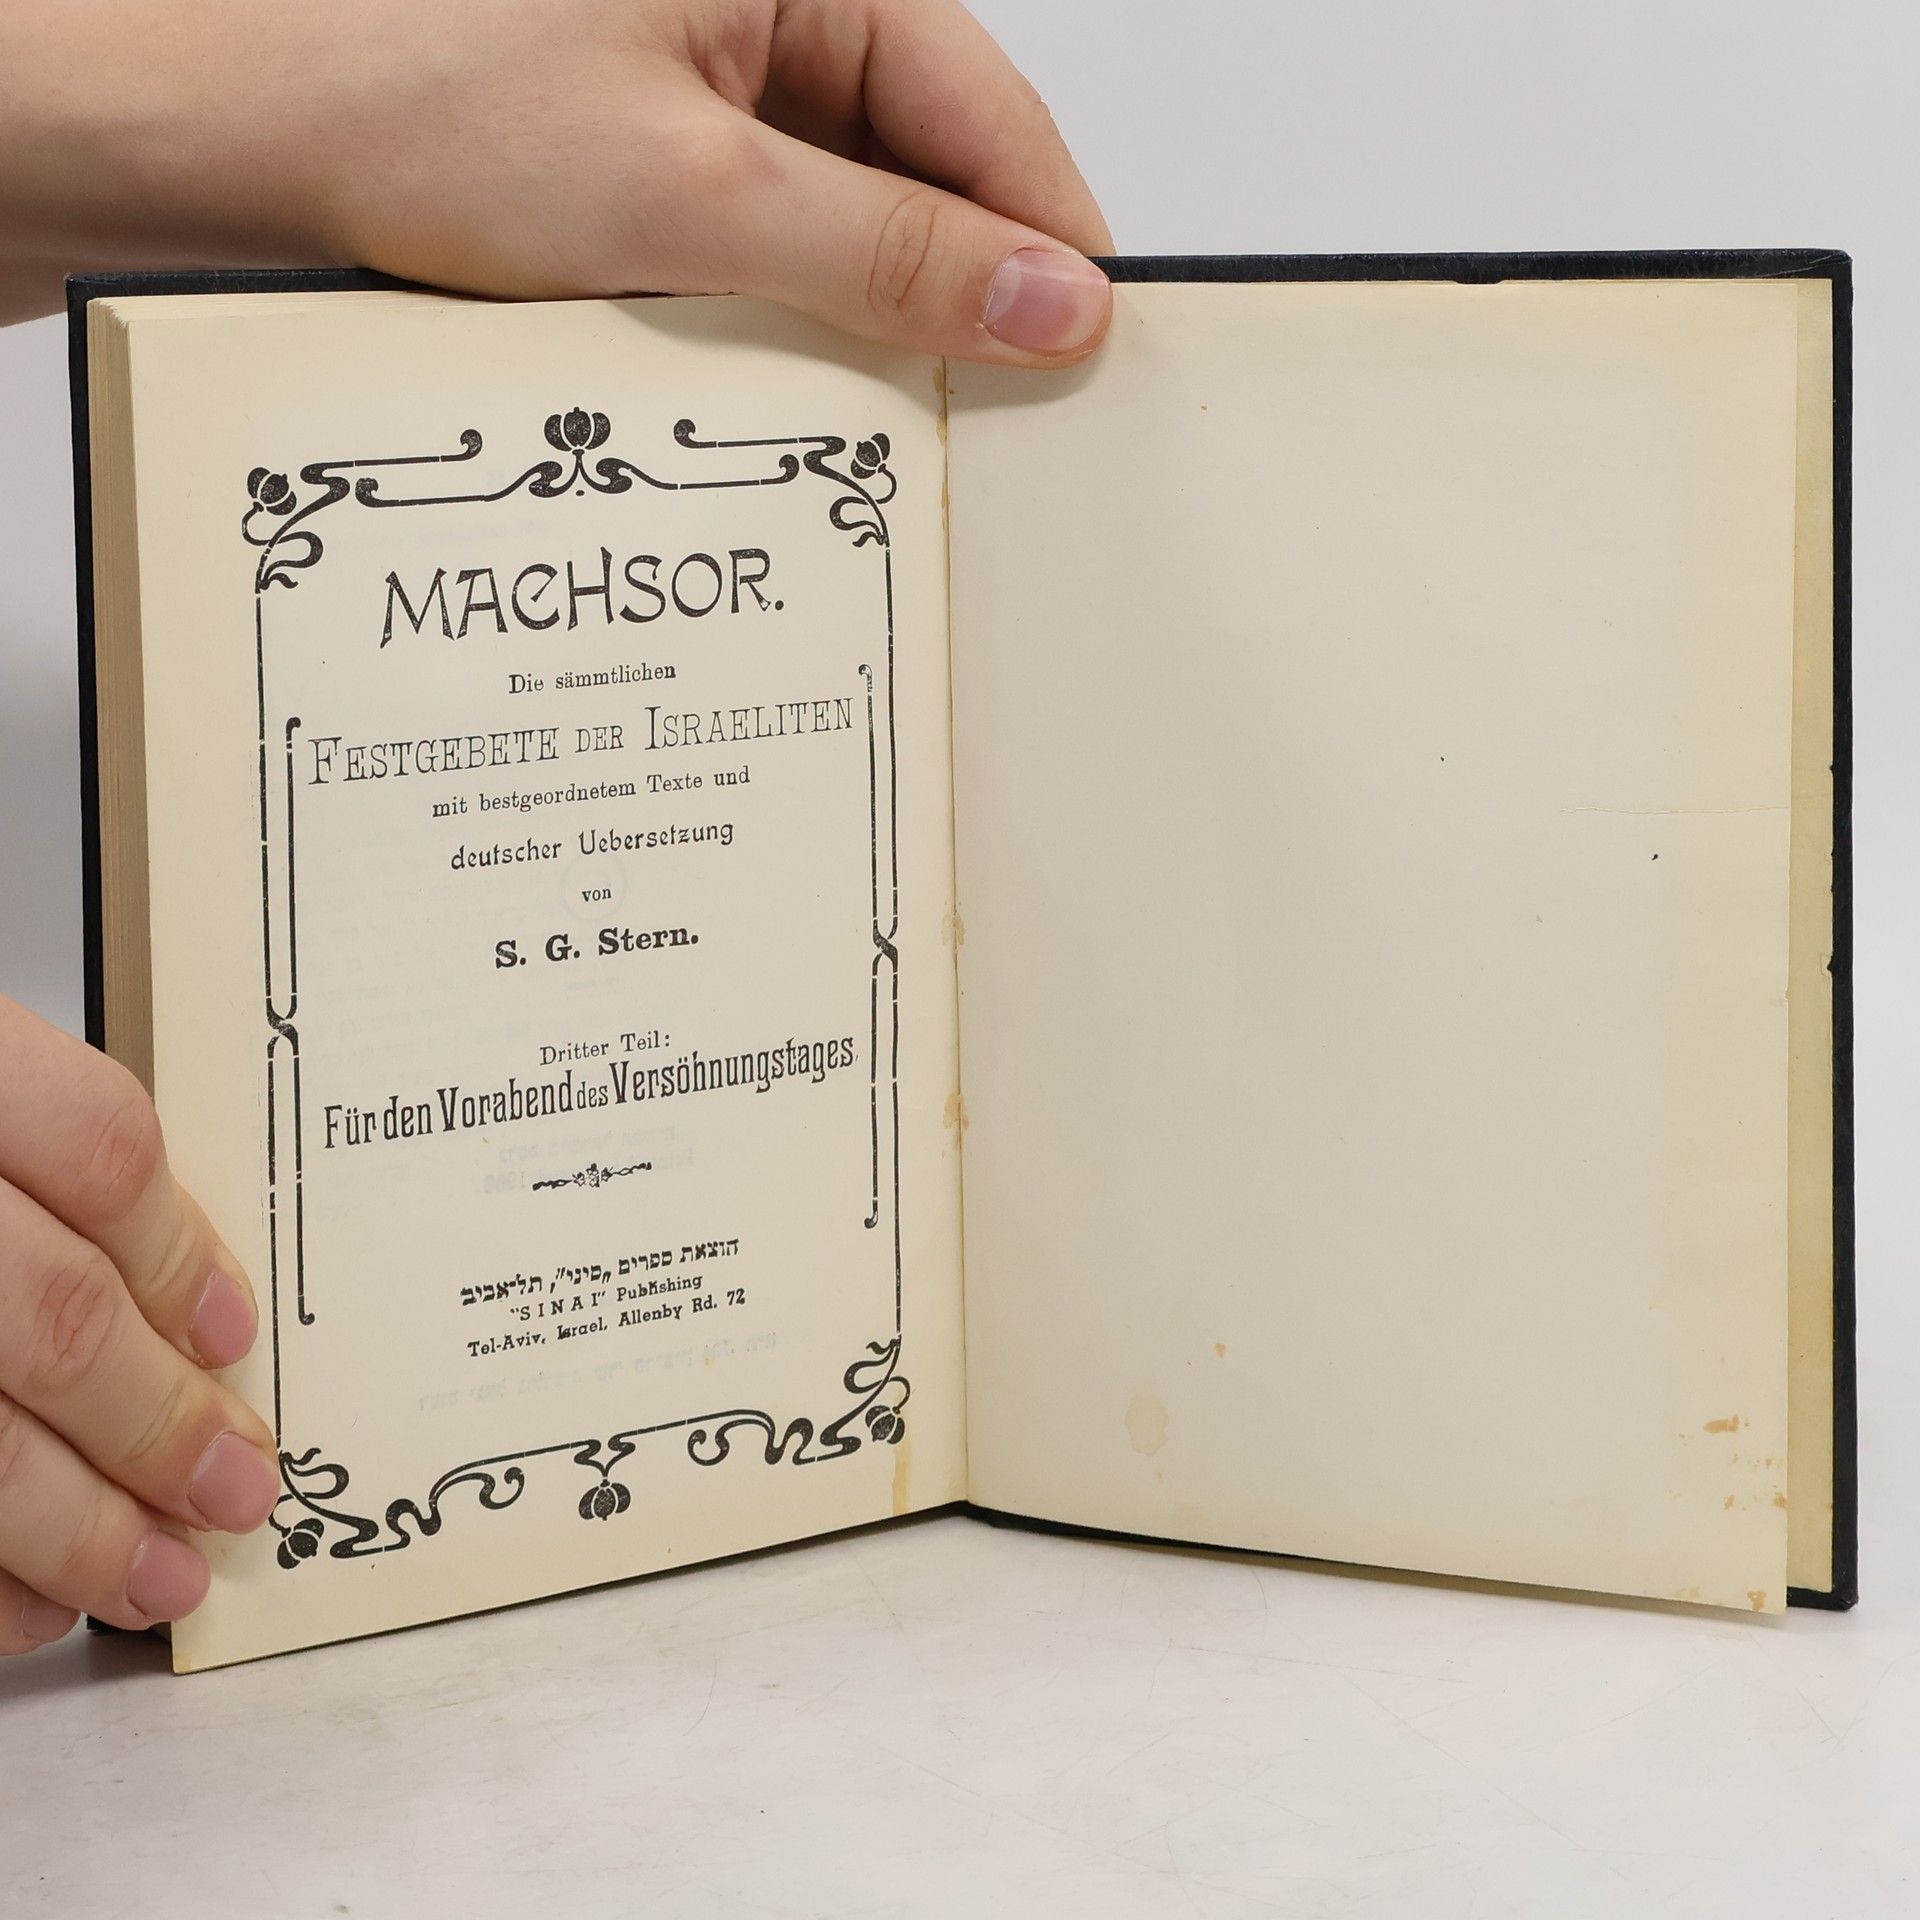 MACHSOR.
Die sämmtlichen
FESTGEBETE DER ISRAELITEN
mit bestgeordnetem Texte und
deutscher Uebersetzung
von
S. G. Stern.
Dritter Teil:
Für den Vorabend des Versöhnungstages.
הוצאת ספרים „סיני”, תל־אביב
"SINAI" Publishing
Tel-Aviv, Israel, Allenby Rd. 72